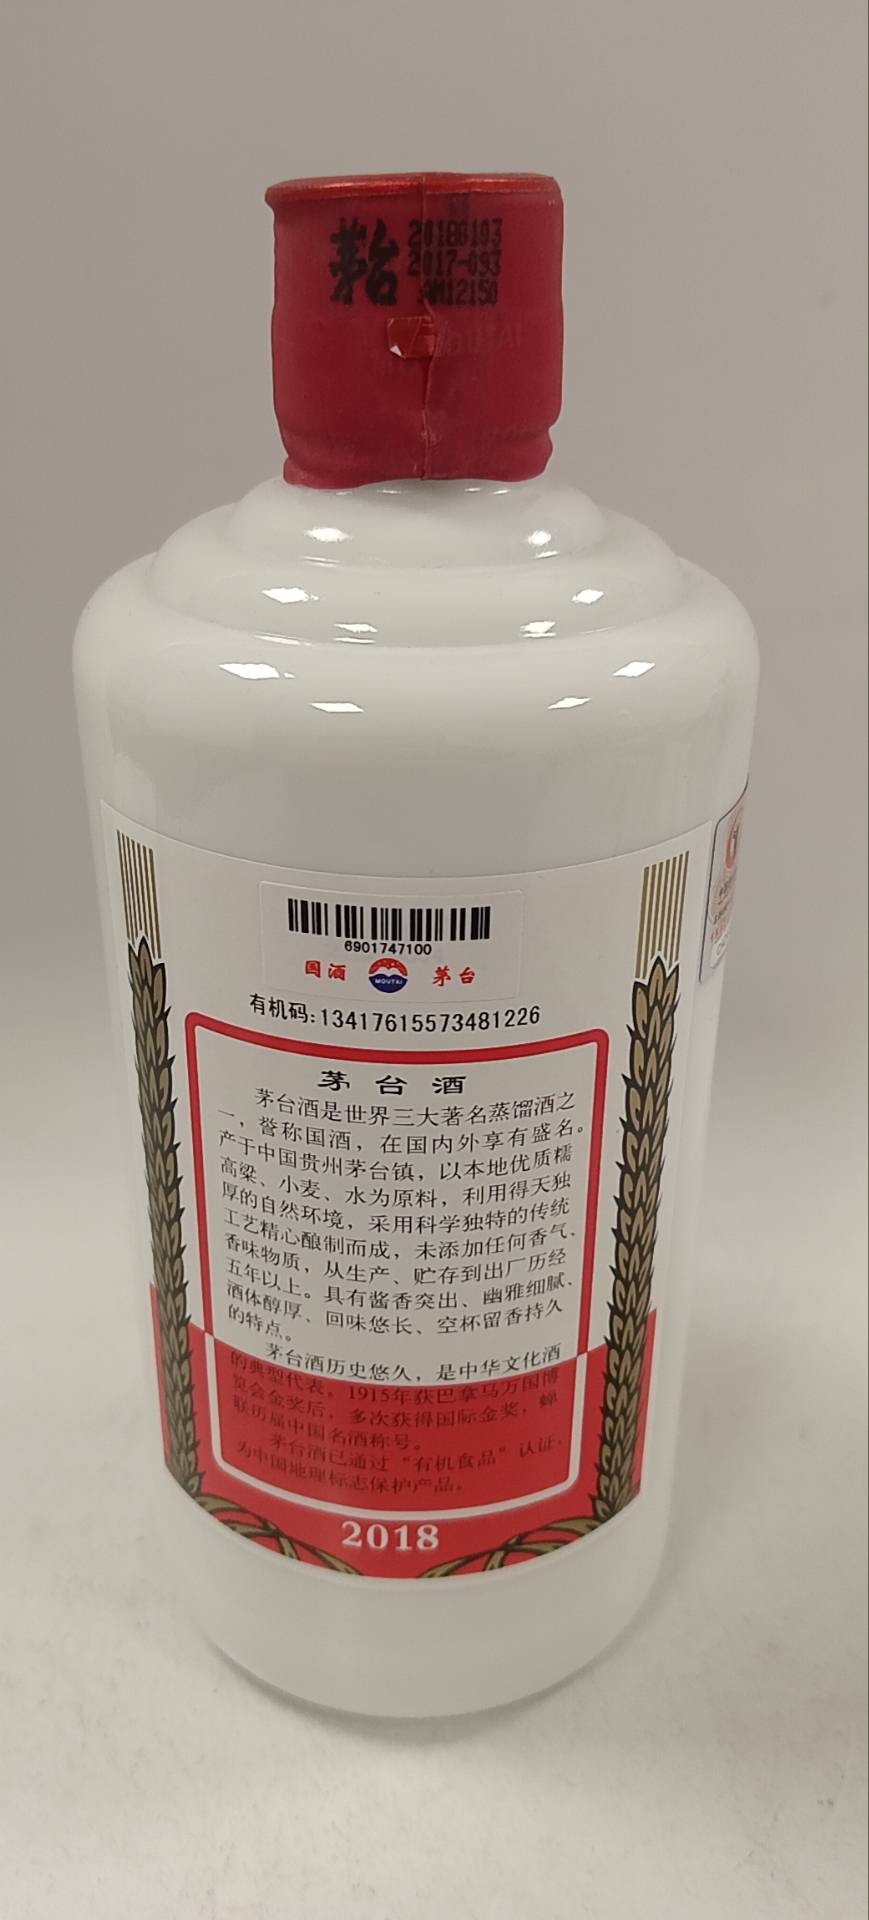 茅台
20180103
2017-093
12150
MOUTAI
6901747100
国酒 MOUTAI 茅台
有机码:13417615573481226
茅台酒
茅台酒是世界三大著名蒸馏酒之
一，誉称国酒，在国内外享有盛名。
产于中国贵州茅台镇，以本地优质糯
高粱、小麦、水为原料，利用得天独
厚的自然环境，采用科学独特的传统
工艺精心酿制而成，未添加任何香气、
香味物质，从生产、贮存到出厂历经
五年以上。具有酱香突出、幽雅细腻、
酒体醇厚、回味悠长、空杯留香持久
的特点。
茅台酒历史悠久，是中华文化酒
的典型代表。1915年获巴拿马万国博
览会金奖后，多次获得国际金奖，蝉
联历届中国名酒称号。
茅台酒已通过“有机食品”认证，
为中国地理标志保护产品。
2018